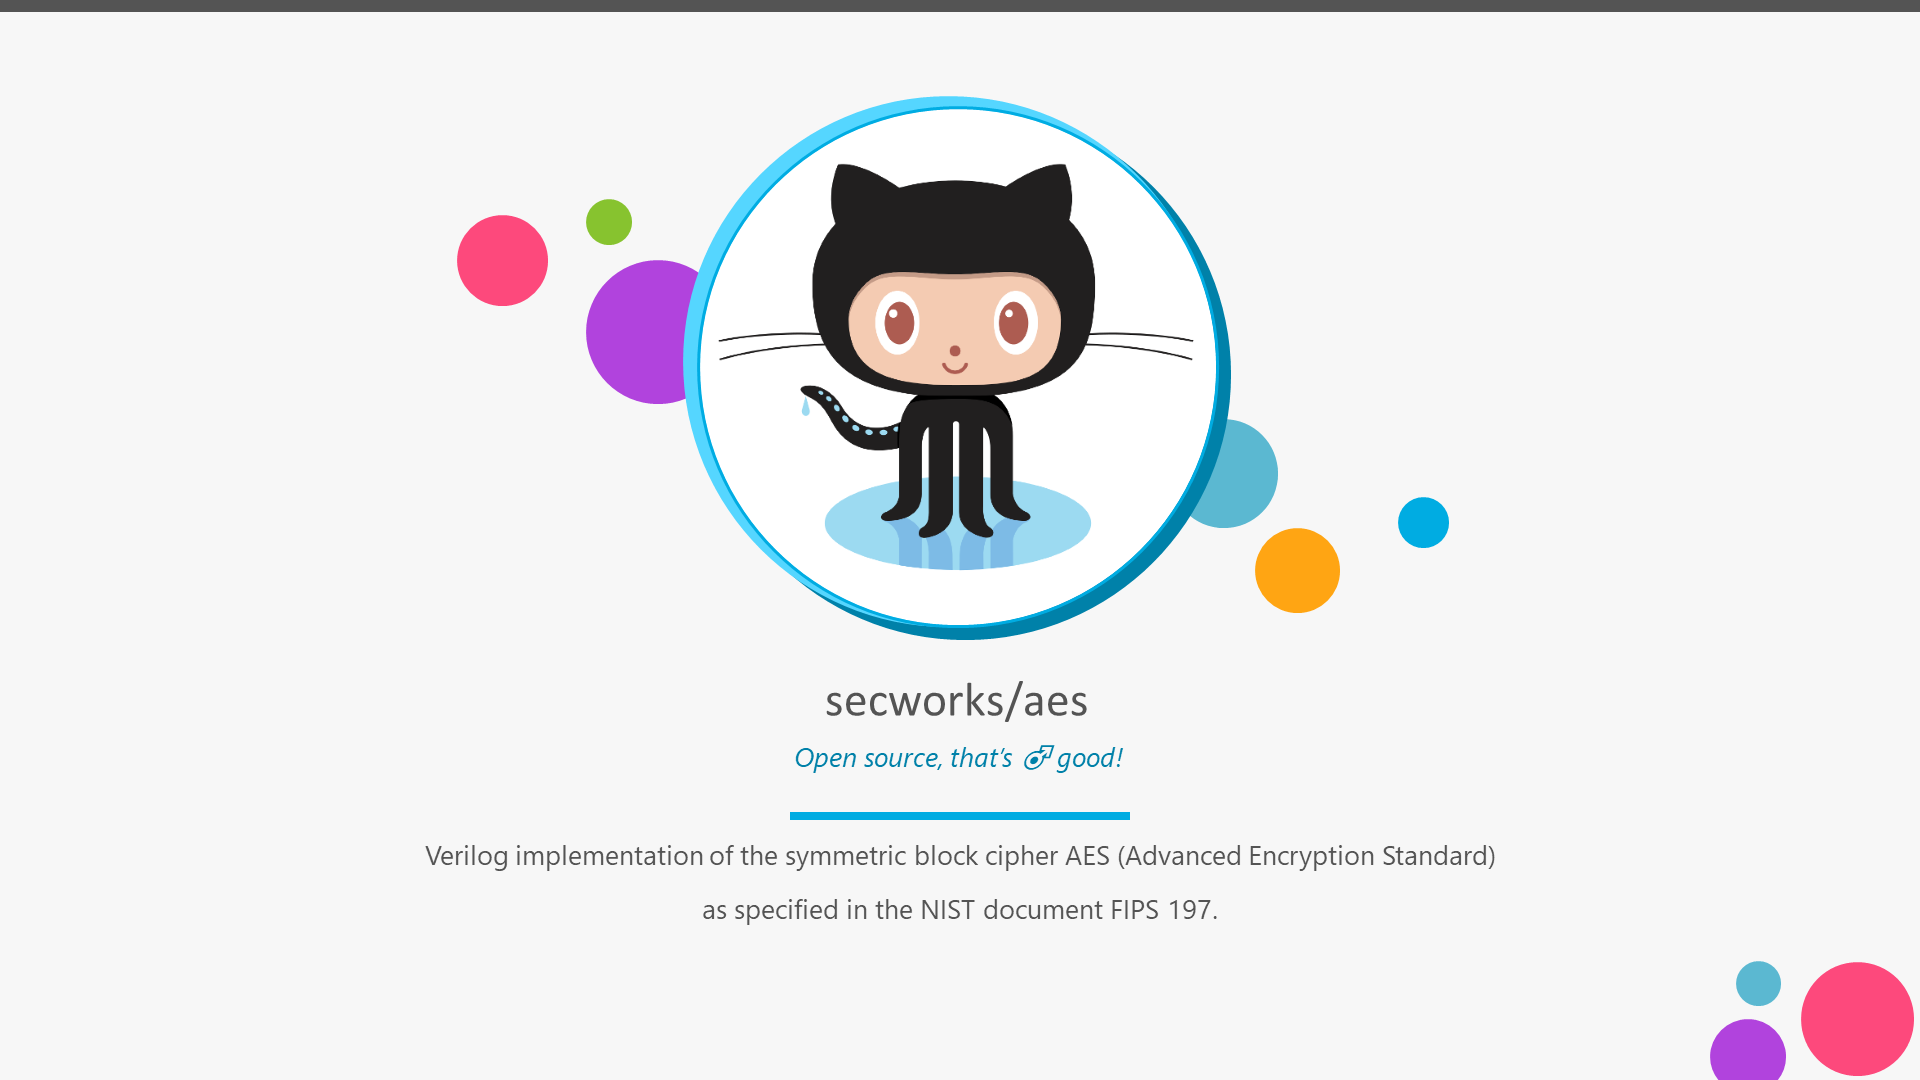 secworks/aes
Open source, that's good!
Verilog implementation of the symmetric block cipher AES (Advanced Encryption Standard)
as specified in the NIST document FIPS 197.